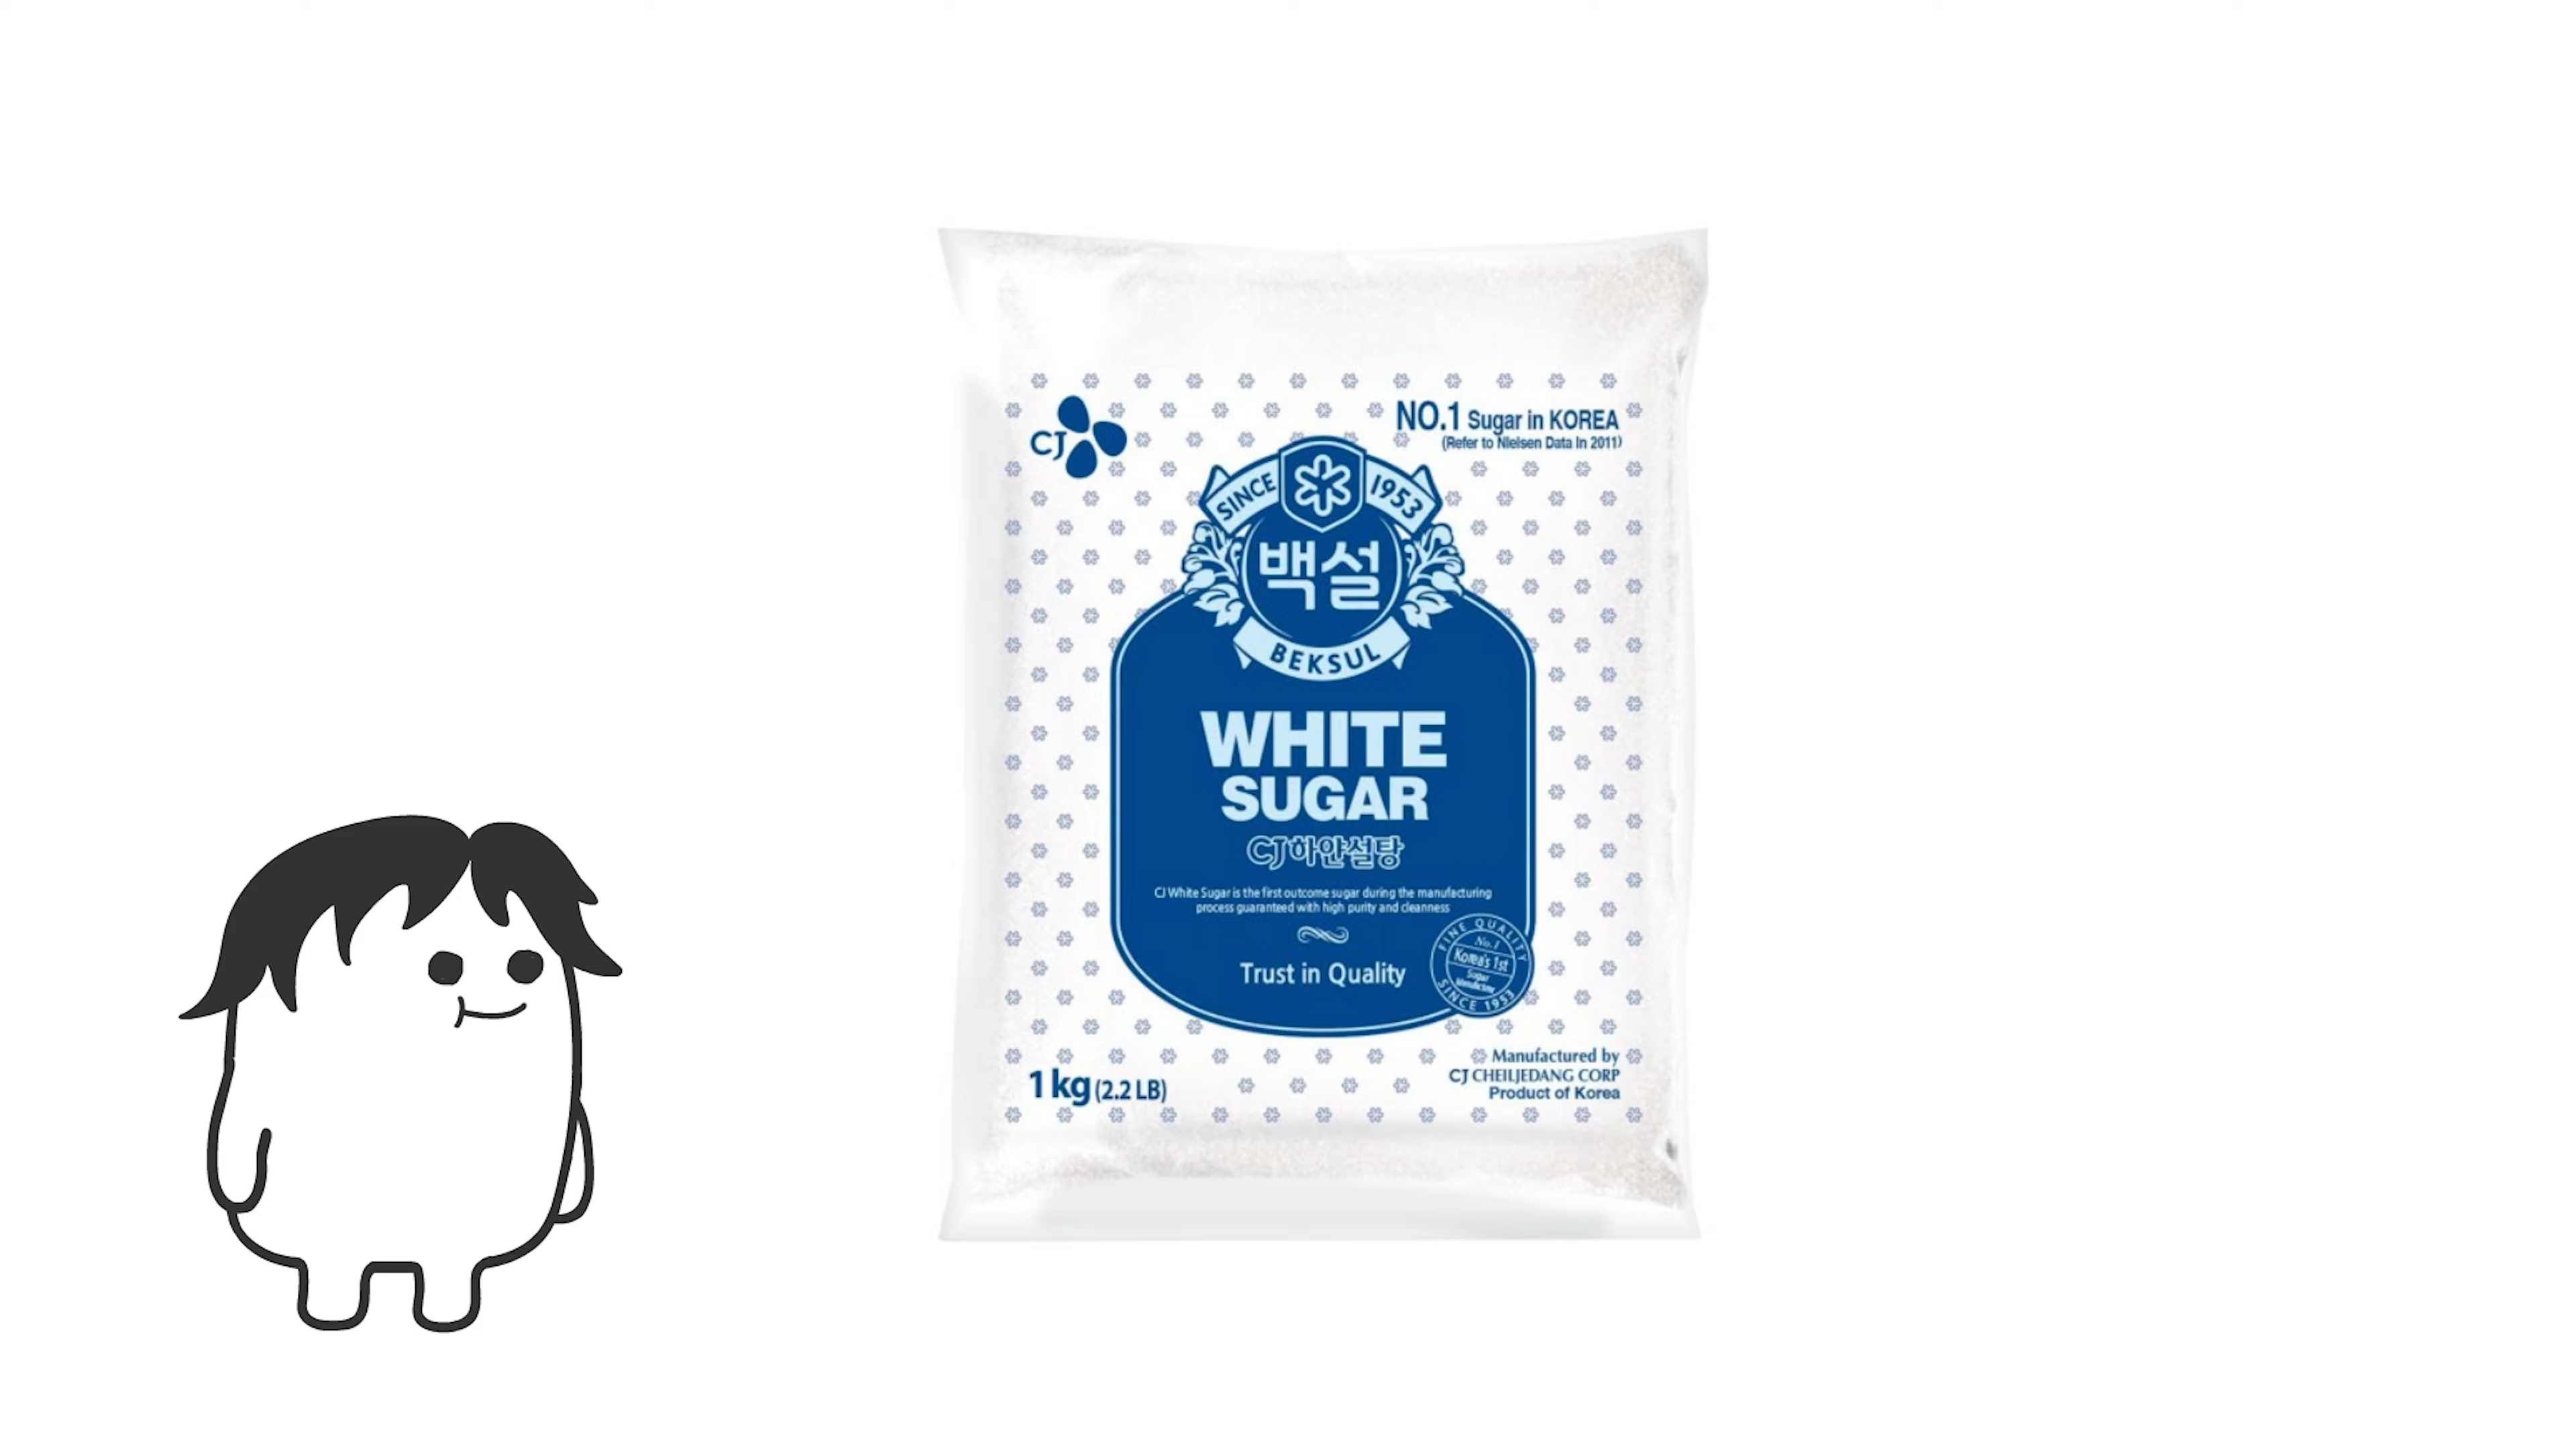 CJ
NO.1 Sugar in KOREA
(Refer to Nielsen Data In 2011)
SINCE 1953
백설
BEKSUL
WHITE
SUGAR
CJ하얀설탕
CJ White Sugar is the first outcome sugar during the manufacturing
process guaranteed with high purity and cleanness
Trust in Quality
FINE QUALITY
No.1
Korea's 1st
Sugar
Manufacture
SINCE 1953
1kg (2.2 LB)
Manufactured by
CJ CHEILJEDANG CORP
Product of Korea